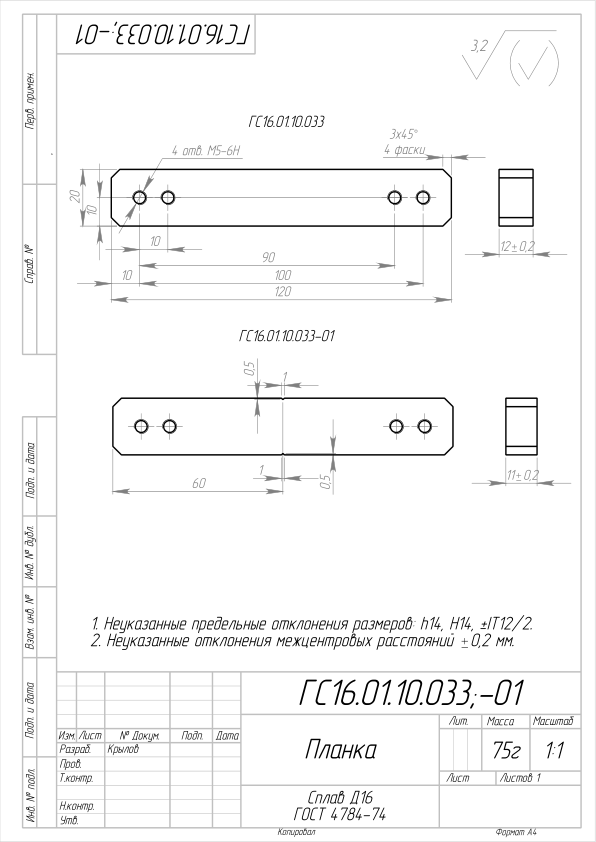 ГС16.01.10.033;-01
3,2
Перв. примен.
Справ. №
Подп. и дата
Инв. № дубл.
Взам. инв. №
Подп. и дата
Инв. № подл.
ГС16.01.10.033
4 отв. М5-6Н
3х45°
4 фаски
20
10
10
90
10
100
120
12±0,2
ГС16.01.10.033-01
0,5
1
60
1
0,5
11±0,2
1. Неуказанные предельные отклонения размеров: h14, H14, ±IT12/2.
2. Неуказанные отклонения межцентровых расстояний ±0,2 мм.
ГС16.01.10.033;-01
Изм. Лист № Докум. Подп. Дата
Разраб. Крылов
Пров.
Т.контр.
Н.контр.
Утв.
Планка
Лит. Масса Масштаб
75г 1:1
Лист Листов 1
Сплав Д16
ГОСТ 4784-74
Копировал Формат А4